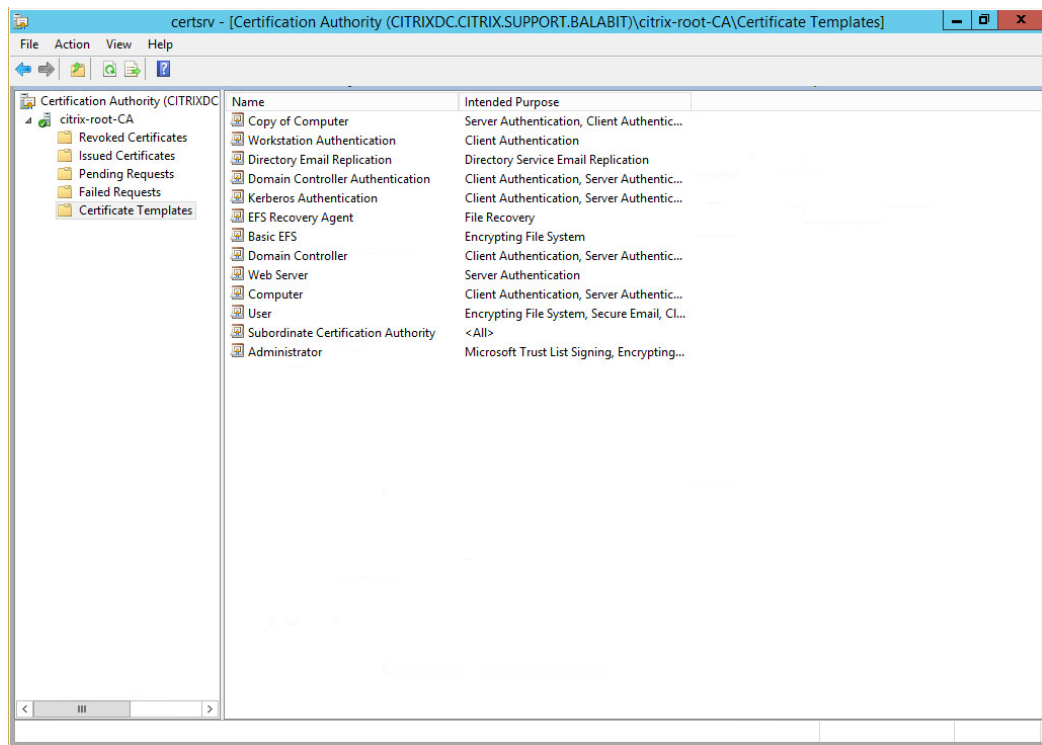 certsrv - [Certification Authority (CITRIXDC.CITRIX.SUPPORT.BALABIT)\citrix-root-CA\Certificate Templates]
File Action View Help
Certification Authority (CITRIXDC
citrix-root-CA
Revoked Certificates
Issued Certificates
Pending Requests
Failed Requests
Certificate Templates
Name Intended Purpose
Copy of Computer Server Authentication, Client Authentic...
Workstation Authentication Client Authentication
Directory Email Replication Directory Service Email Replication
Domain Controller Authentication Client Authentication, Server Authentic...
Kerberos Authentication Client Authentication, Server Authentic...
EFS Recovery Agent File Recovery
Basic EFS Encrypting File System
Domain Controller Client Authentication, Server Authentic...
Web Server Server Authentication
Computer Client Authentication, Server Authentic...
User Encrypting File System, Secure Email, Cl...
Subordinate Certification Authority <All>
Administrator Microsoft Trust List Signing, Encrypting...